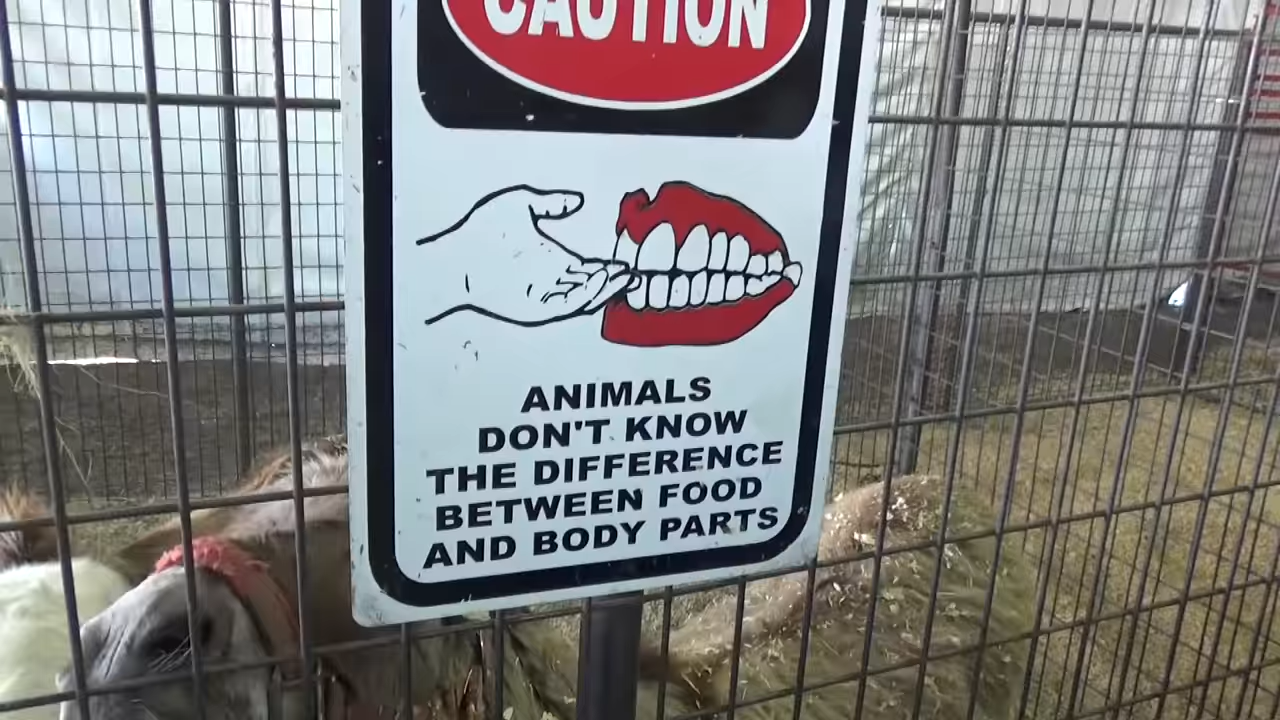 CAUTION
ANIMALS
DON'T KNOW
THE DIFFERENCE
BETWEEN FOOD
AND BODY PARTS